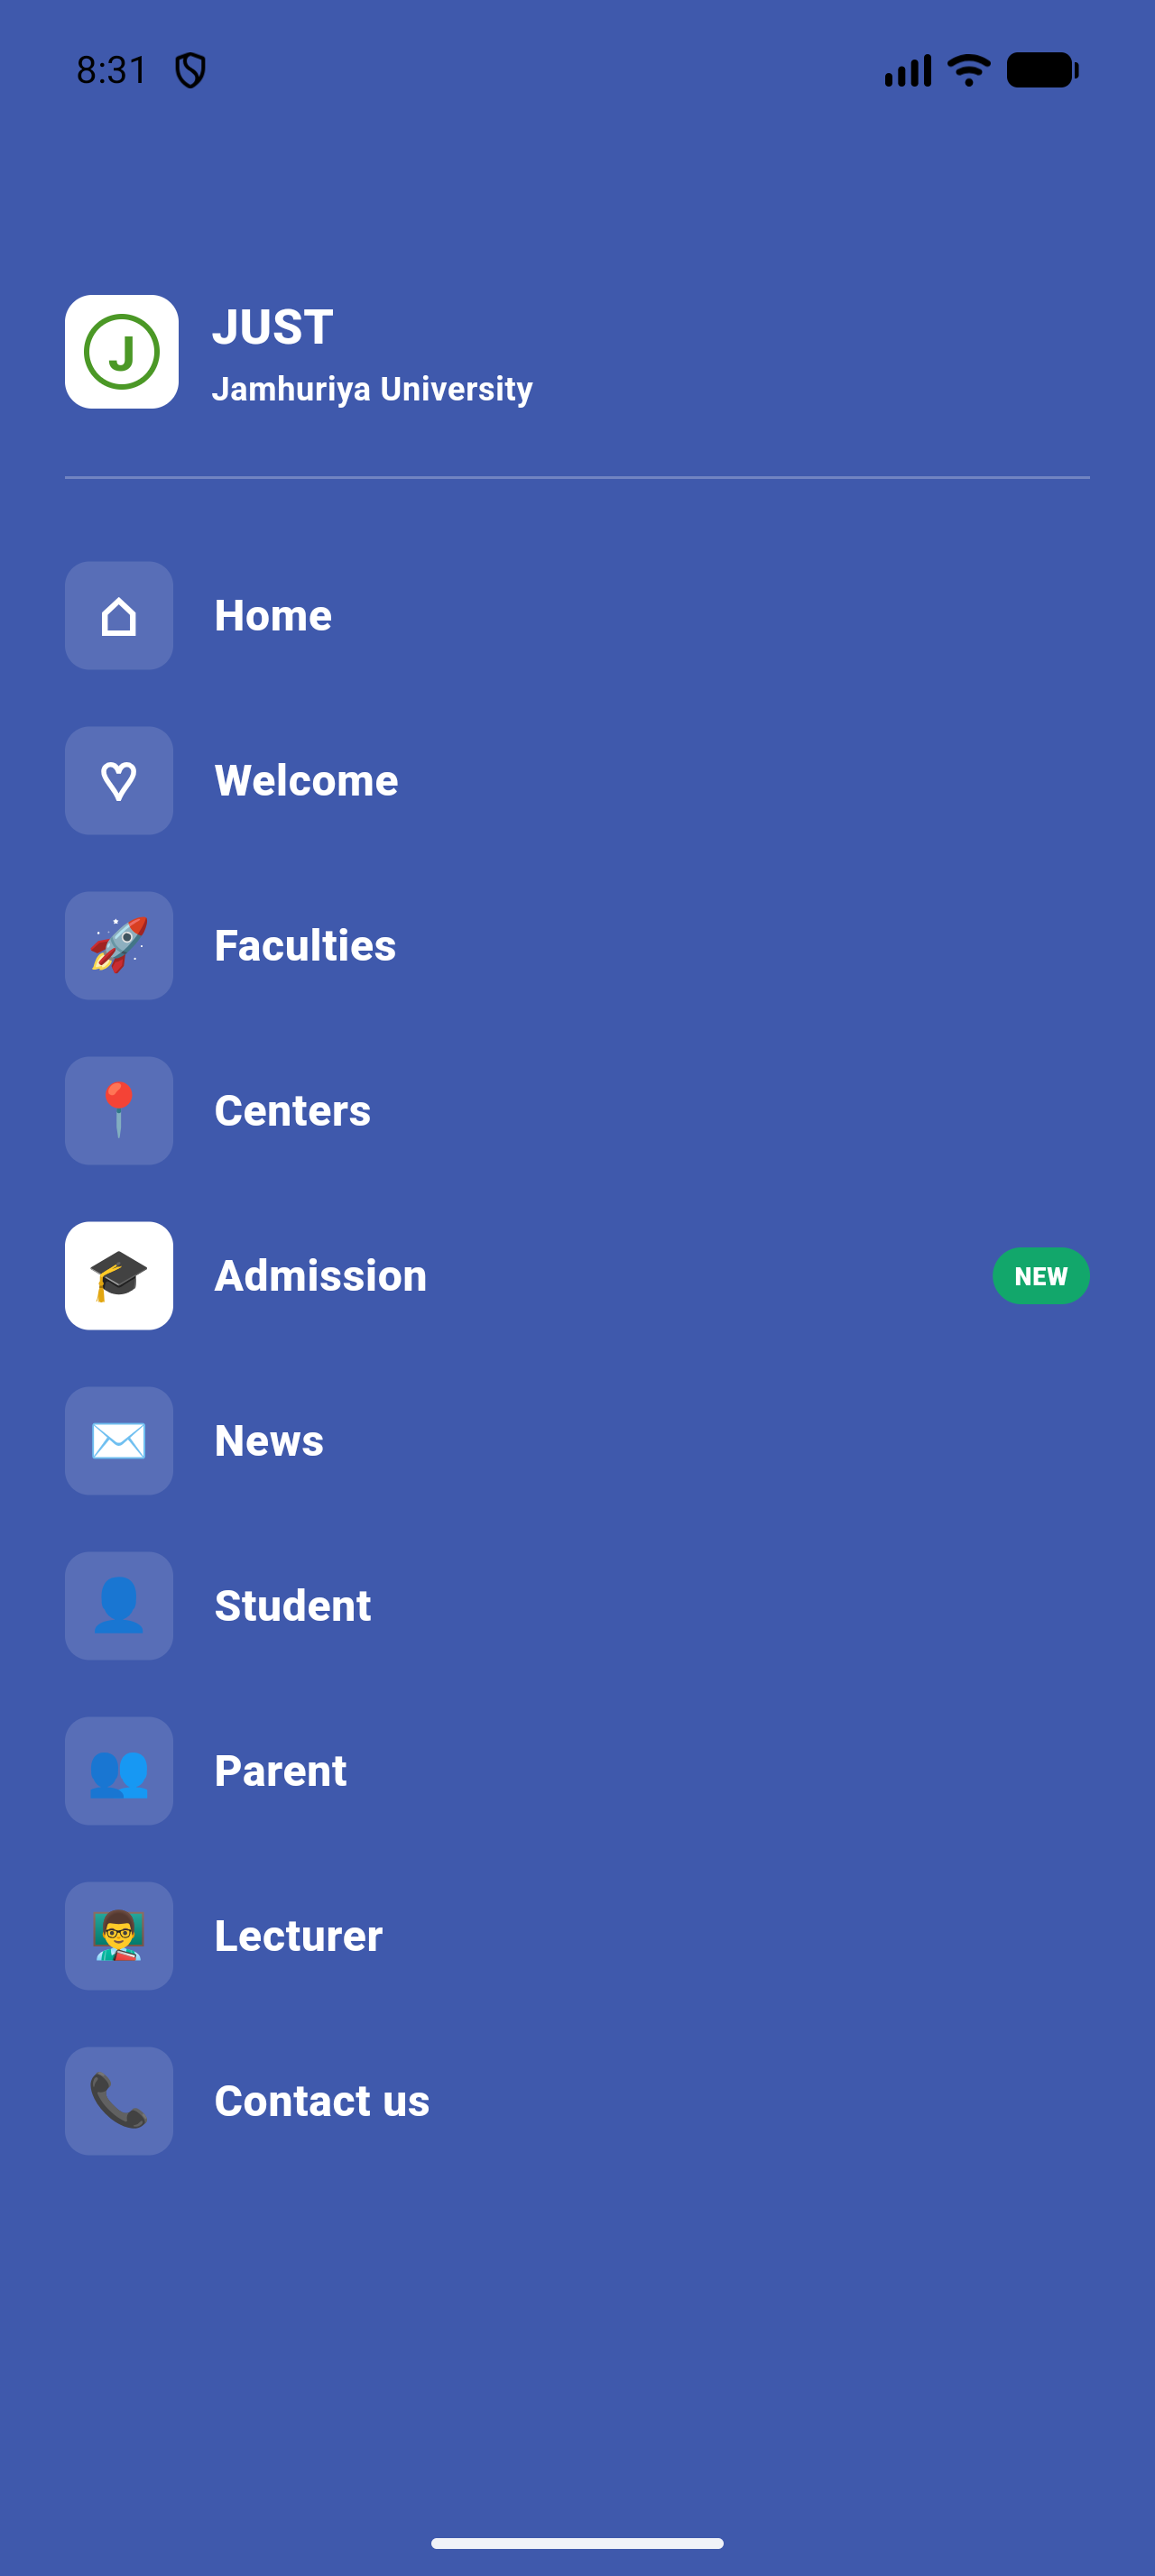 8:31
J
JUST
Jamhuriya University
Home
Welcome
Faculties
Centers
Admission
NEW
News
Student
Parent
Lecturer
Contact us